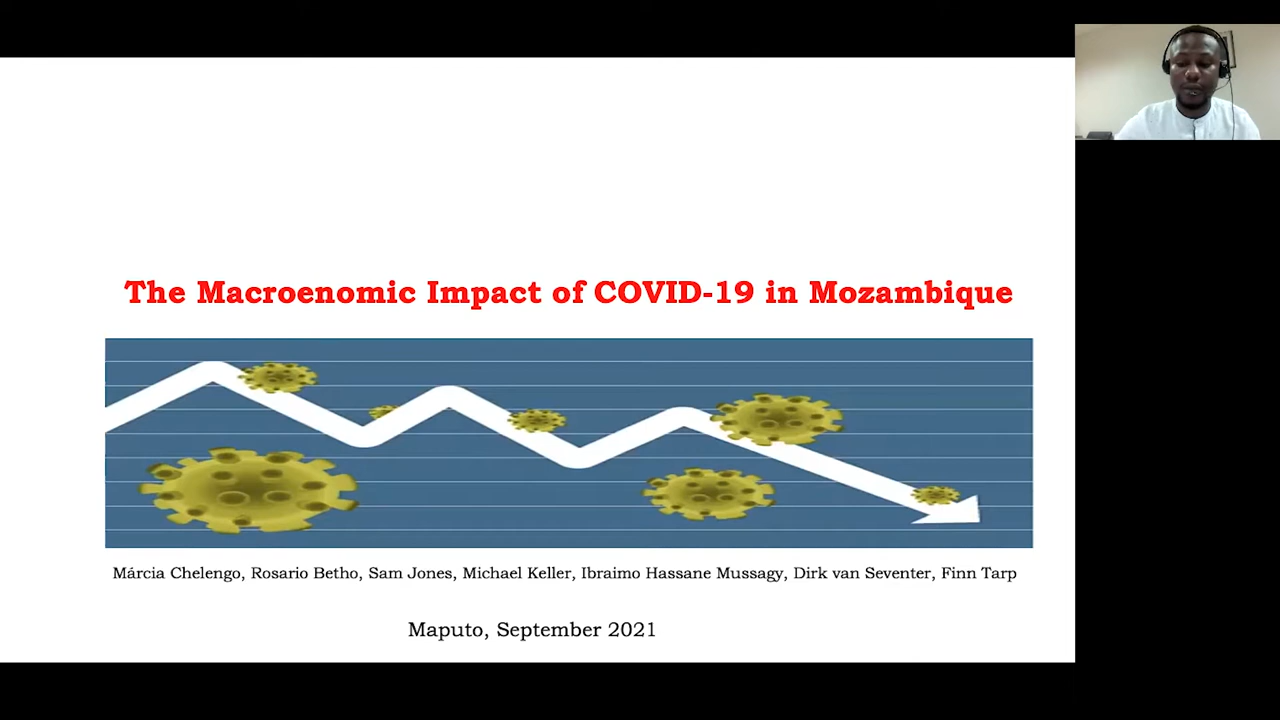 The Macroenomic Impact of COVID-19 in Mozambique
Márcia Chelengo, Rosario Betho, Sam Jones, Michael Keller, Ibraimo Hassane Mussagy, Dirk van Seventer, Finn Tarp
Maputo, September 2021